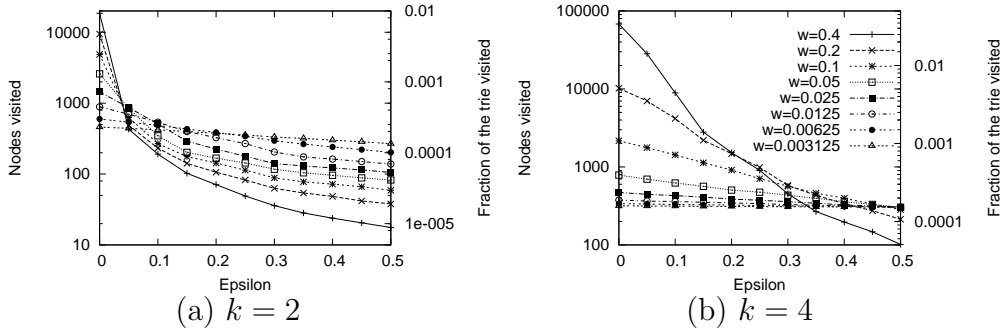 10000
1000
100
10
0.01
0.001
0.0001
1e-005
0 0.1 0.2 0.3 0.4 0.5
Nodes visited
Fraction of the trie visited
Epsilon
(a) k = 2
100000
10000
1000
100
0.01
0.001
0.0001
0 0.1 0.2 0.3 0.4 0.5
Nodes visited
Fraction of the trie visited
Epsilon
w=0.4
w=0.2
w=0.1
w=0.05
w=0.025
w=0.0125
w=0.00625
w=0.003125
(b) k = 4